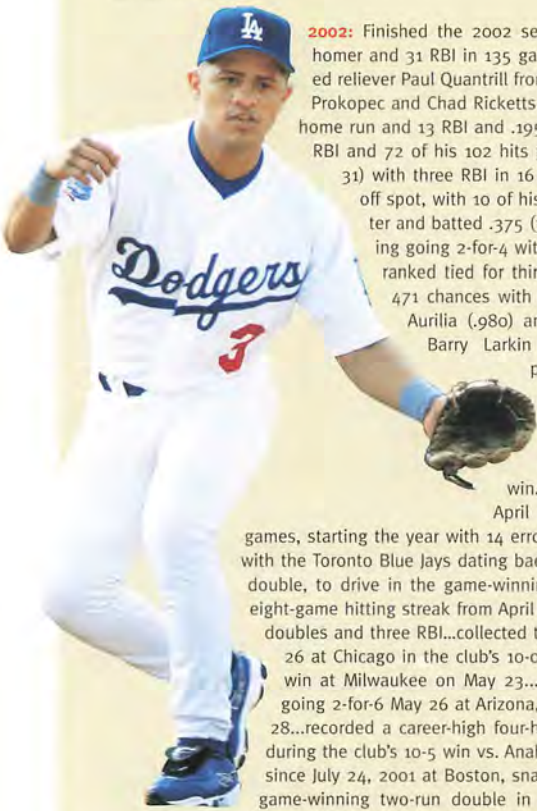 LA
Dodgers
3
2002: Finished the 2002 se
homer and 31 RBI in 135 ga
ed reliever Paul Quantrill from
Prokopec and Chad Ricketts
home run and 13 RBI and .195
RBI and 72 of his 102 hits
31) with three RBI in 16
off spot, with 10 of his
ter and batted .375 (
ing going 2-for-4 wit
ranked tied for thir
471 chances with
Aurilia (.980) an
Barry Larkin
p
win.
April
games, starting the year with 14 erro
with the Toronto Blue Jays dating bac
double, to drive in the game-winnin
eight-game hitting streak from April
doubles and three RBI...collected t
26 at Chicago in the club's 10-0
win at Milwaukee on May 23...
going 2-for-6 May 26 at Arizona,
28...recorded a career-high four-h
during the club's 10-5 win vs. Anah
since July 24, 2001 at Boston, sna
game-winning two-run double in